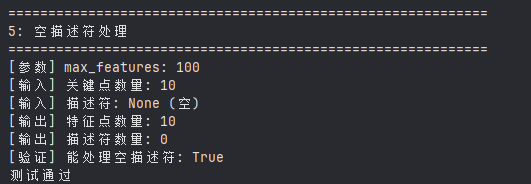 ============================================================
5: 空描述符处理
============================================================
[参数] max_features: 100
[输入] 关键点数量: 10
[输入] 描述符: None (空)
[输出] 特征点数量: 10
[输出] 描述符数量: 0
[验证] 能处理空描述符: True
测试通过